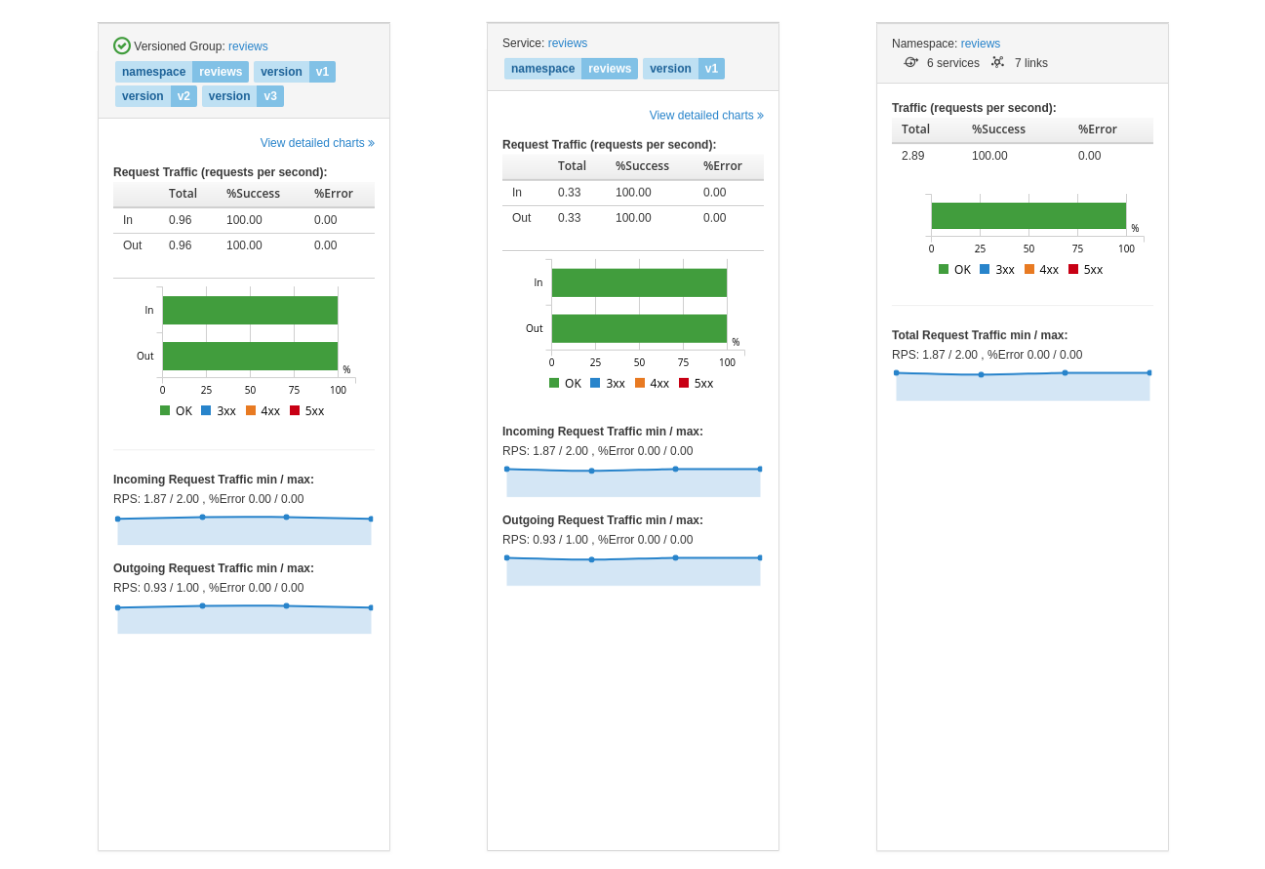 Versioned Group: reviews
namespace reviews version v1
version v2 version v3
View detailed charts »
Request Traffic (requests per second):
Total %Success %Error
In 0.96 100.00 0.00
Out 0.96 100.00 0.00
In
Out
%
0 25 50 75 100
OK 3xx 4xx 5xx
Incoming Request Traffic min / max:
RPS: 1.87 / 2.00 , %Error 0.00 / 0.00
Outgoing Request Traffic min / max:
RPS: 0.93 / 1.00 , %Error 0.00 / 0.00
Service: reviews
namespace reviews version v1
View detailed charts »
Request Traffic (requests per second):
Total %Success %Error
In 0.33 100.00 0.00
Out 0.33 100.00 0.00
In
Out
%
0 25 50 75 100
OK 3xx 4xx 5xx
Incoming Request Traffic min / max:
RPS: 1.87 / 2.00 , %Error 0.00 / 0.00
Outgoing Request Traffic min / max:
RPS: 0.93 / 1.00 , %Error 0.00 / 0.00
Namespace: reviews
6 services 7 links
Traffic (requests per second):
Total %Success %Error
2.89 100.00 0.00
%
0 25 50 75 100
OK 3xx 4xx 5xx
Total Request Traffic min / max:
RPS: 1.87 / 2.00 , %Error 0.00 / 0.00